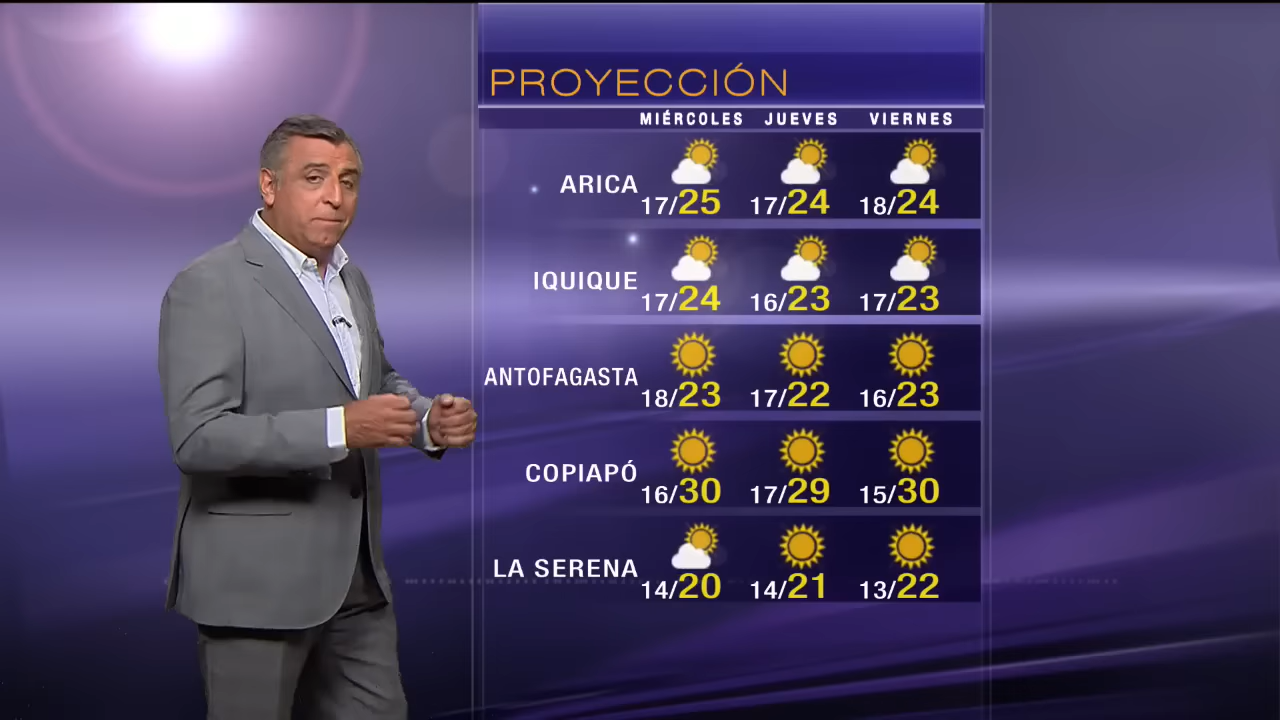 PROYECCIÓN
MIÉRCOLES JUEVES VIERNES
ARICA 17/25 17/24 18/24
IQUIQUE 17/24 16/23 17/23
ANTOFAGASTA 18/23 17/22 16/23
COPIAPÓ 16/30 17/29 15/30
LA SERENA 14/20 14/21 13/22